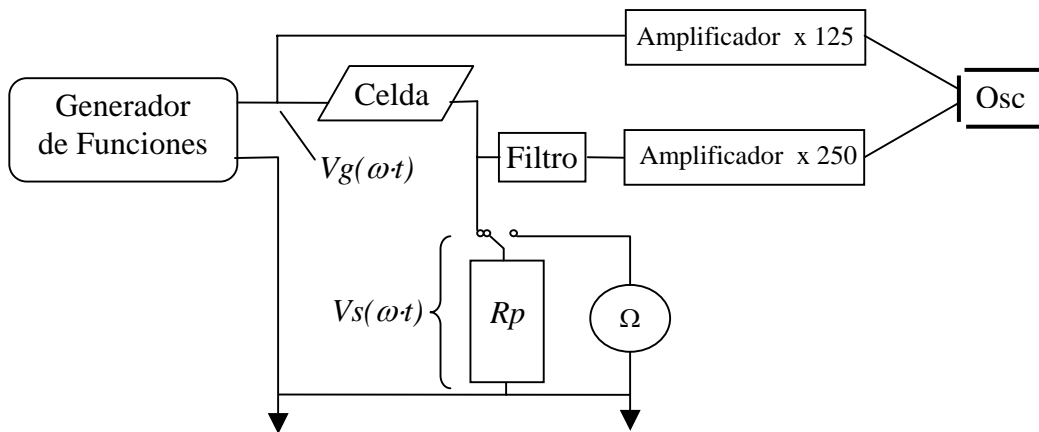 Amplificador x 125
Generador
de Funciones
Celda
Osc
Vg(ω·t)
Filtro
Amplificador x 250
Vs(ω·t)
Rp
Ω